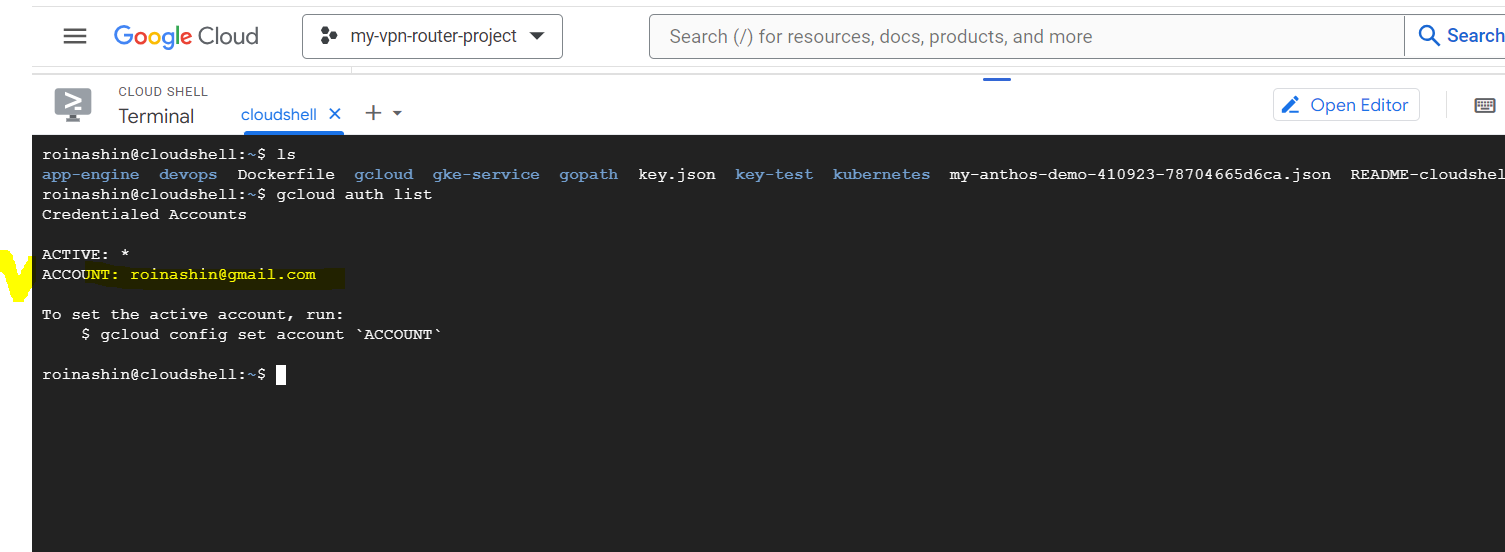 Google Cloud
my-vpn-router-project
Search (/) for resources, docs, products, and more
Search
CLOUD SHELL
Terminal
cloudshell
Open Editor
roinashin@cloudshell:~$ ls
app-engine devops Dockerfile gcloud gke-service gopath key.json key-test kubernetes my-anthos-demo-410923-78704665d6ca.json README-cloudshel
roinashin@cloudshell:~$ gcloud auth list
Credentialed Accounts
ACTIVE: *
ACCOUNT: roinashin@gmail.com
To set the active account, run:
$ gcloud config set account `ACCOUNT`
roinashin@cloudshell:~$